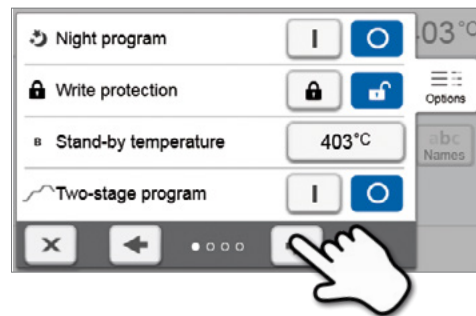 Night program
I O
03°C
Write protection
Options
B Stand-by temperature
403°C
abc
Names
Two-stage program
I O